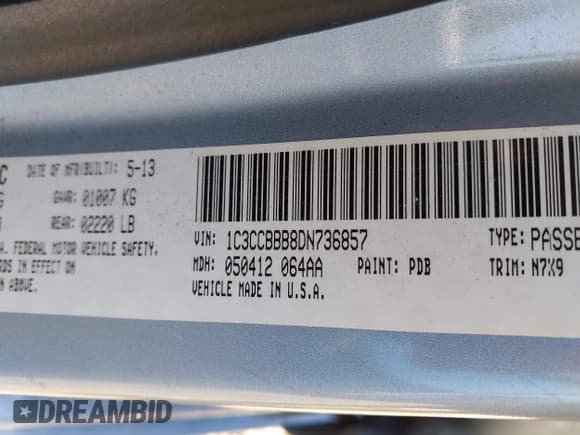 C DATE OF MFR(BUILT): 5-13
G GAWR: 01007 KG
REAR: 02220 LB
A. FEDERAL MOTOR VEHICLE SAFETY,
RDS IN EFFECT ON
N ABOVE.
VIN: 1C3CCBBB8DN736857 TYPE: PASSE
MDH: 050412 064AA PAINT: PDB TRIM: N7X9
VEHICLE MADE IN U.S.A.
DREAMBID